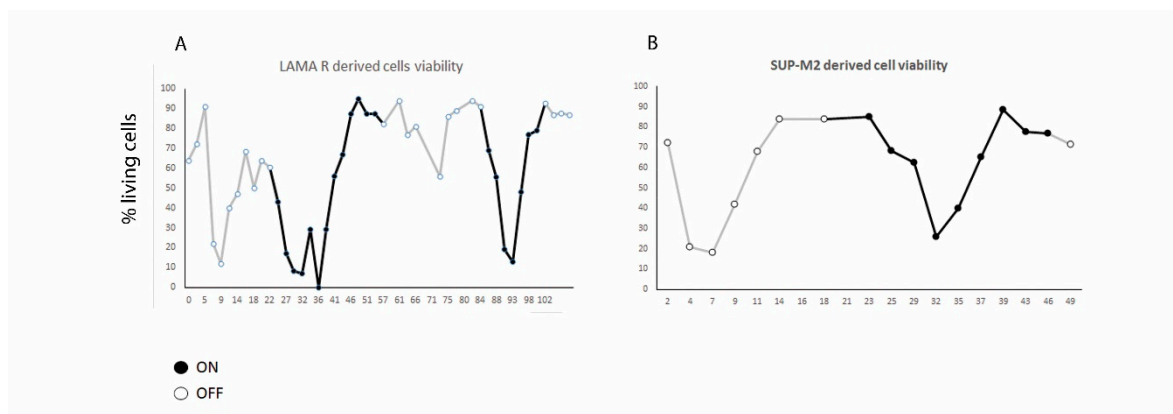 A
LAMA R derived cells viability
% living cells
100
90
80
70
60
50
40
30
20
10
0
0 5 9 14 18 22 27 32 36 41 46 51 57 61 66 71 75 80 84 88 93 98 102
B
SUP-M2 derived cell viability
100
90
80
70
60
50
40
30
20
10
0
2 4 7 9 11 14 16 18 21 23 25 29 32 35 37 39 43 46 49
ON
OFF